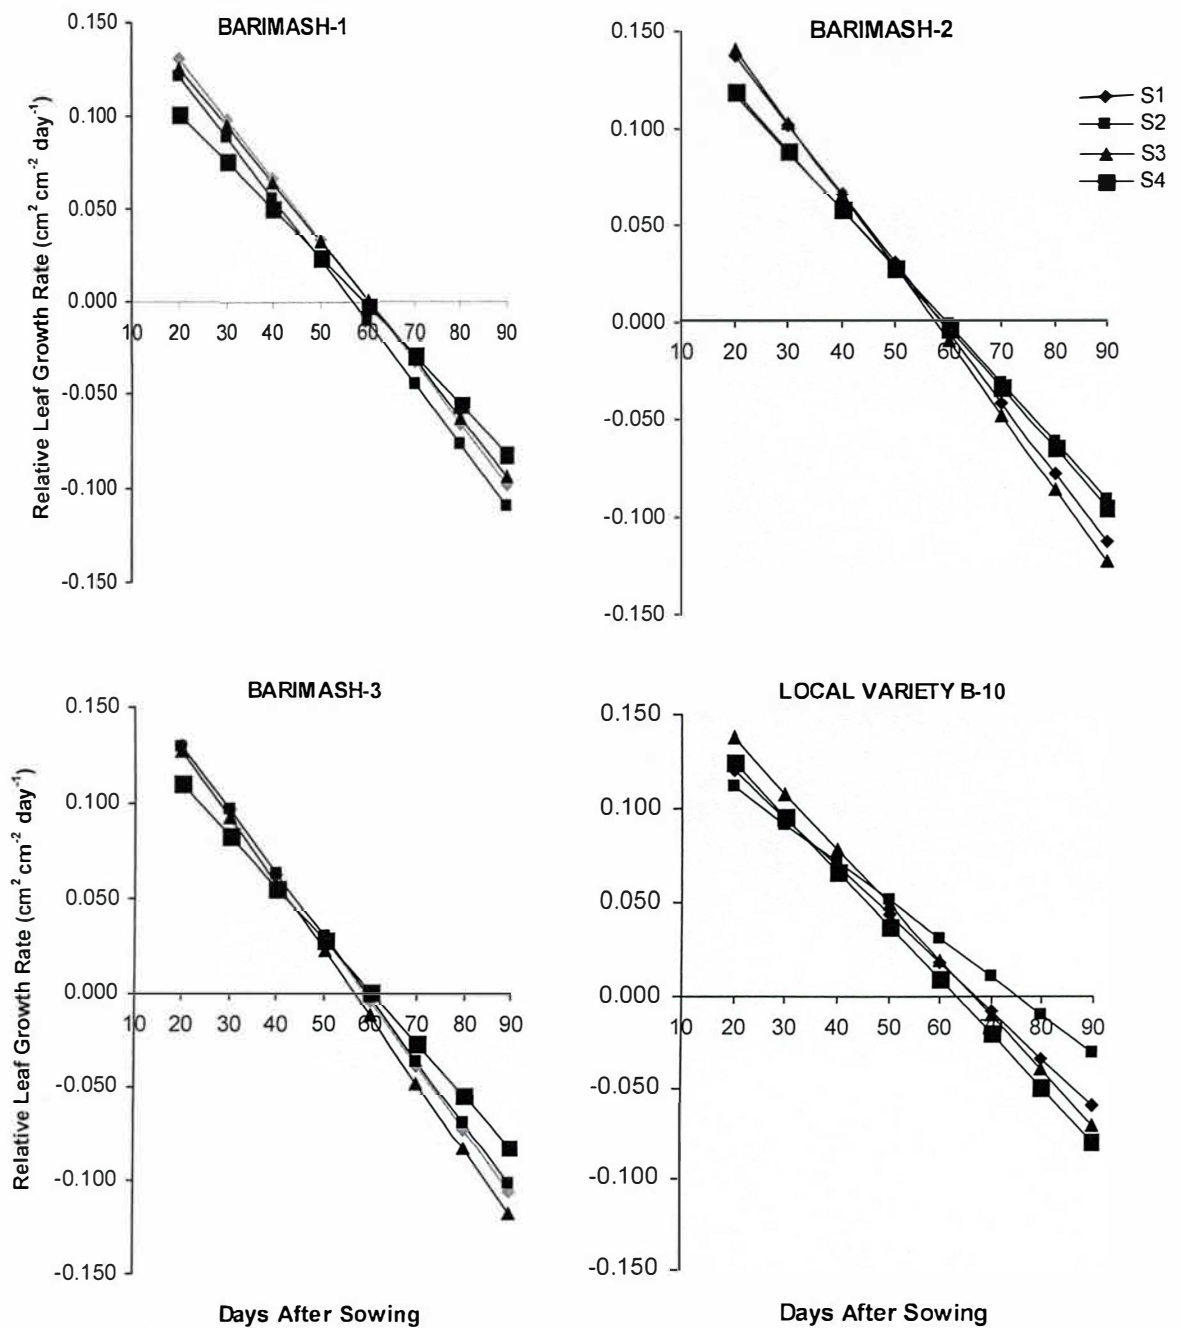 BARIMASH-1
Relative Leaf Growth Rate (cm² cm⁻² day⁻¹)
0.150
0.100
0.050
0.000
-0.050
-0.100
-0.150
10 20 30 40 50 60 70 80 90
BARIMASH-2
0.150
0.100
0.050
0.000
-0.050
-0.100
-0.150
10 20 30 40 50 60 70 80 90
S1
S2
S3
S4
BARIMASH-3
Relative Leaf Growth Rate (cm² cm⁻² day⁻¹)
0.150
0.100
0.050
0.000
-0.050
-0.100
-0.150
10 20 30 40 50 60 70 80 90
Days After Sowing
LOCAL VARIETY B-10
0.150
0.100
0.050
0.000
-0.050
-0.100
-0.150
10 20 30 40 50 60 70 80 90
Days After Sowing